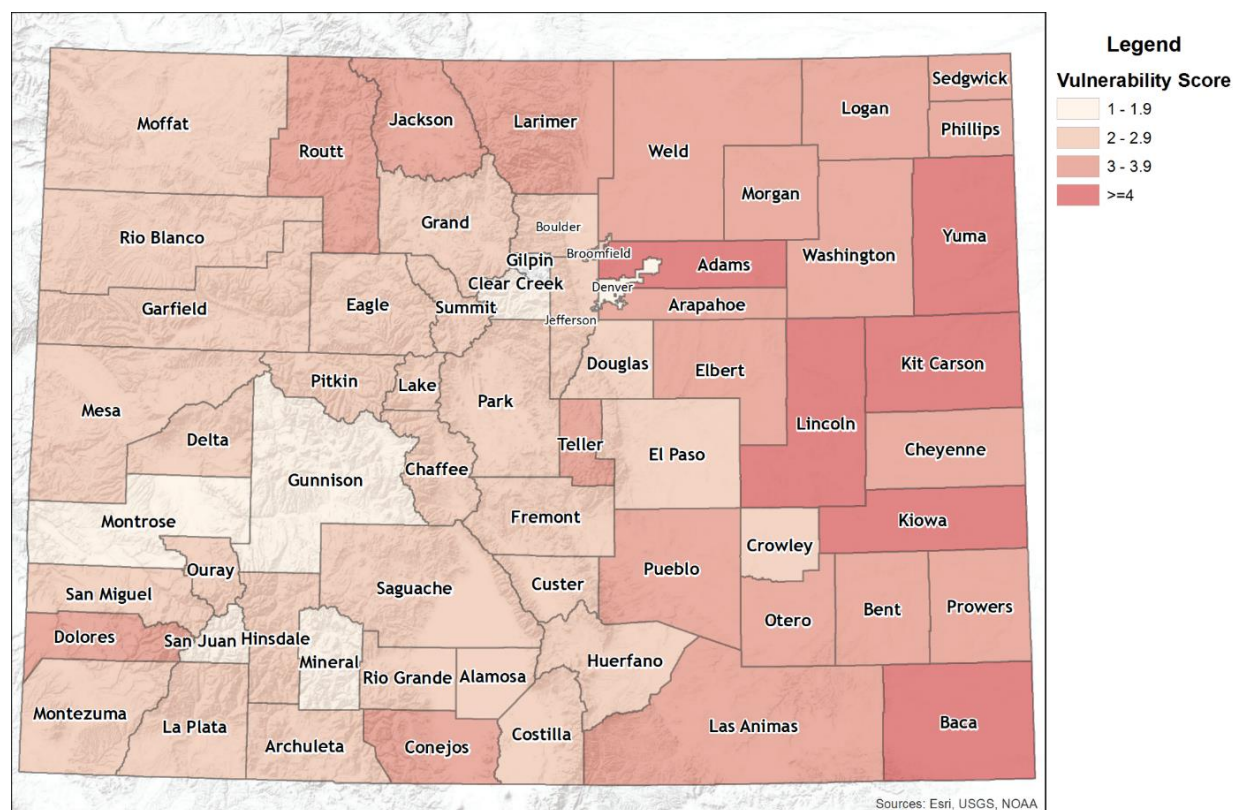 Legend
Vulnerability Score
1 - 1.9
2 - 2.9
3 - 3.9
>=4
Moffat
Routt
Jackson
Larimer
Weld
Logan
Sedgwick
Phillips
Morgan
Yuma
Washington
Rio Blanco
Grand
Boulder
Broomfield
Gilpin
Clear Creek
Adams
Denver
Arapahoe
Jefferson
Garfield
Eagle
Summit
Douglas
Elbert
Kit Carson
Mesa
Pitkin
Lake
Park
Lincoln
Delta
Teller
El Paso
Cheyenne
Gunnison
Chaffee
Montrose
Fremont
Kiowa
Crowley
Ouray
Saguache
Custer
Pueblo
San Miguel
Otero
Bent
Prowers
Dolores
San Juan
Hinsdale
Mineral
Rio Grande
Alamosa
Huerfano
Montezuma
La Plata
Archuleta
Conejos
Costilla
Las Animas
Baca
Sources: Esri, USGS, NOAA